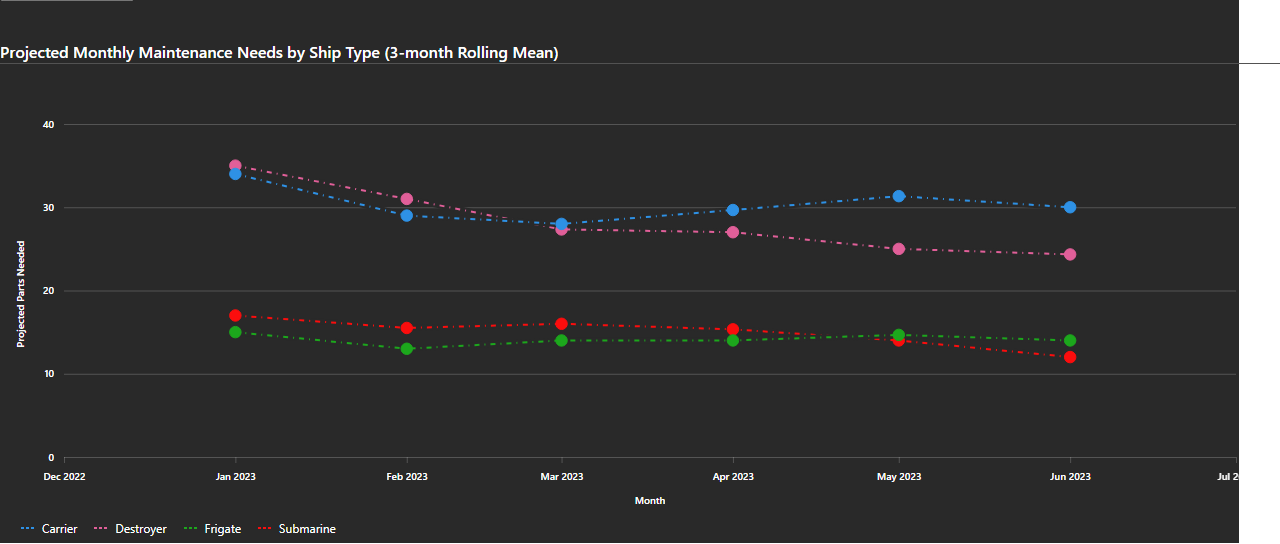 Projected Monthly Maintenance Needs by Ship Type (3-month Rolling Mean)
40
30
20
10
0
Projected Parts Needed
Dec 2022 Jan 2023 Feb 2023 Mar 2023 Apr 2023 May 2023 Jun 2023 Jul 20
Month
Carrier Destroyer Frigate Submarine